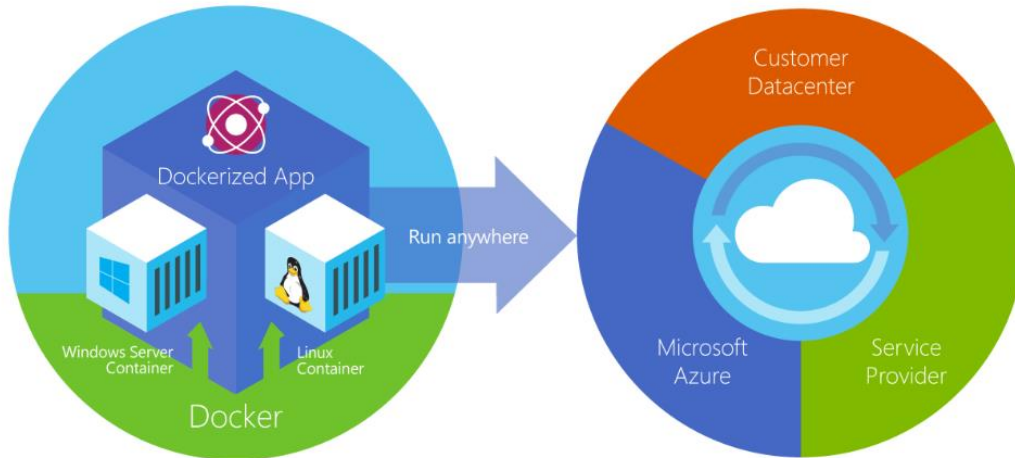 Dockerized App
Windows Server
Container
Linux
Container
Docker
Run anywhere
Customer
Datacenter
Microsoft
Azure
Service
Provider